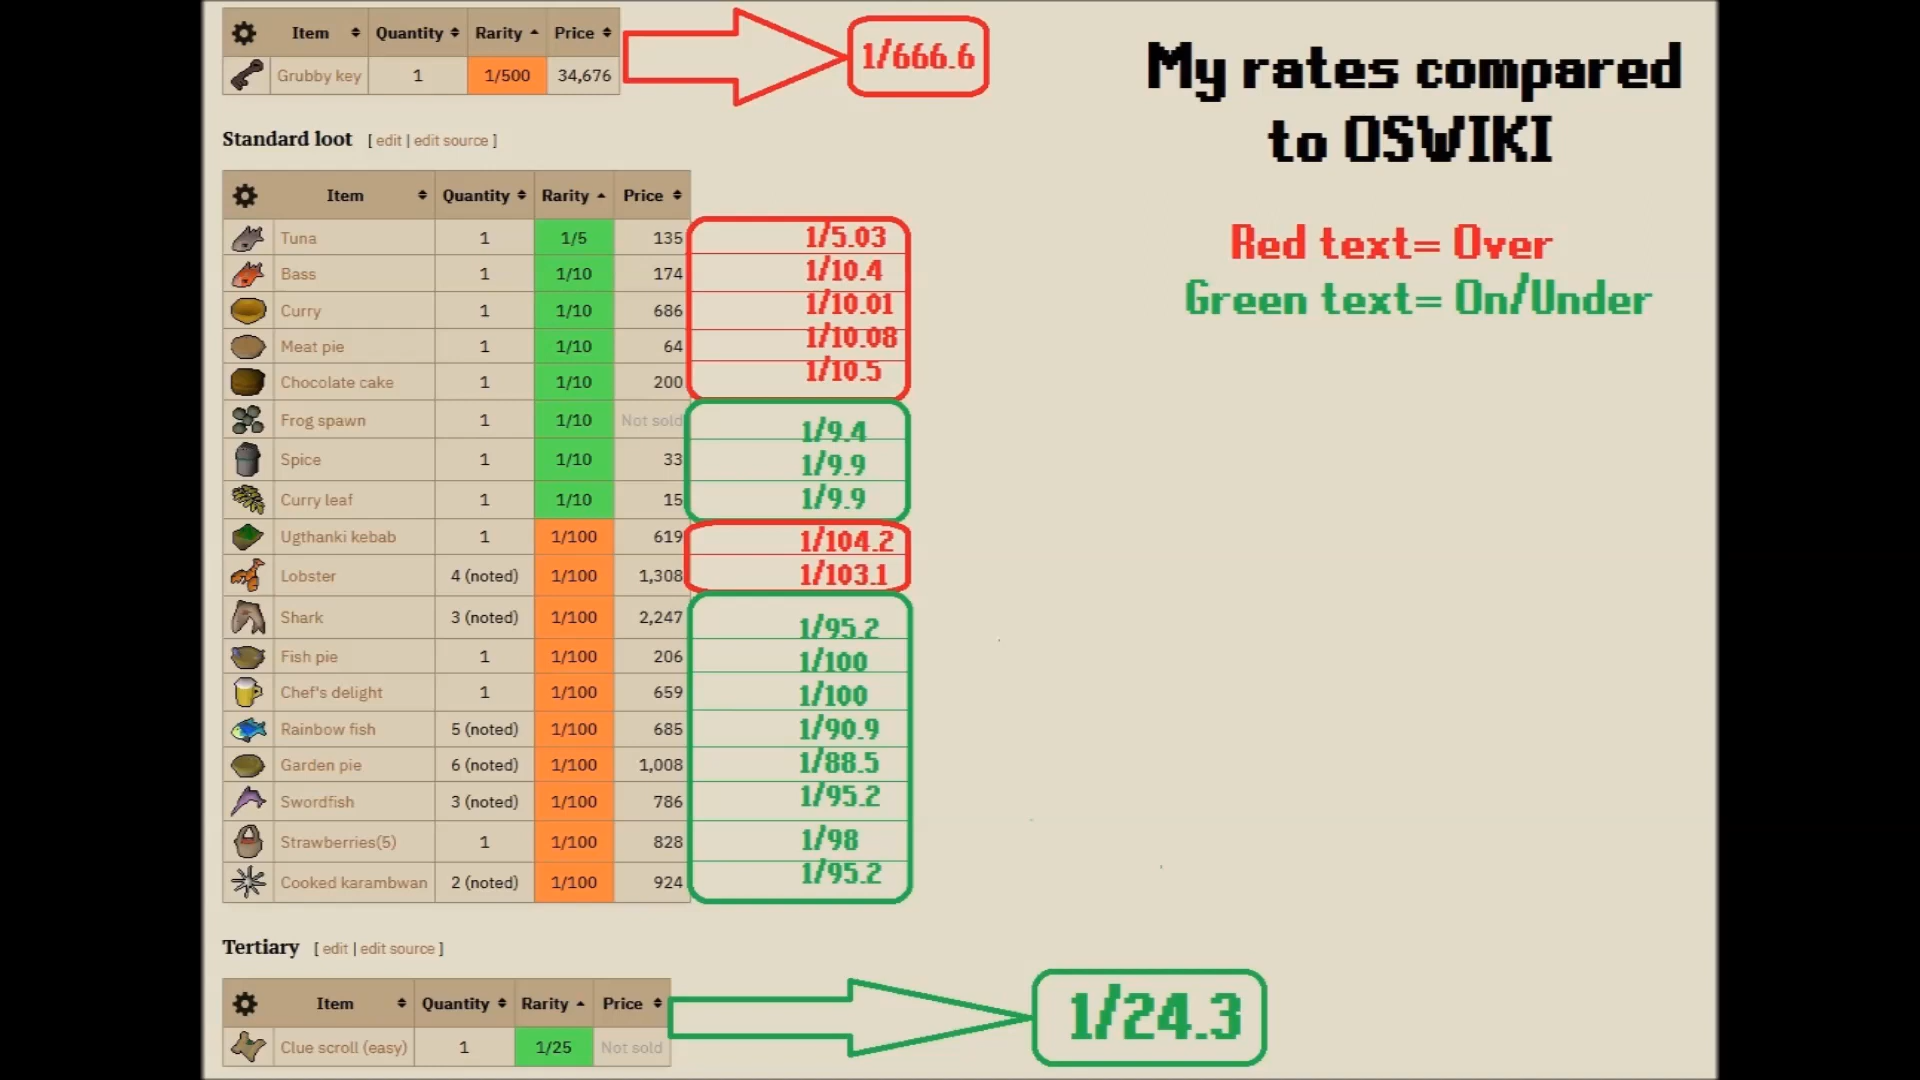 Item Quantity Rarity Price
Grubby key 1 1/500 34,676
1/666.6
My rates compared
to OSWIKI
Red text= Over
Green text= On/Under
Standard loot [ edit | edit source ]
Item Quantity Rarity Price
Tuna 1 1/5 135 1/5.03
Bass 1 1/10 174 1/10.4
Curry 1 1/10 686 1/10.01
Meat pie 1 1/10 64 1/10.08
Chocolate cake 1 1/10 200 1/10.5
Frog spawn 1 1/10 Not sold 1/9.4
Spice 1 1/10 33 1/9.9
Curry leaf 1 1/10 15 1/9.9
Ugthanki kebab 1 1/100 619 1/104.2
Lobster 4 (noted) 1/100 1,308 1/103.1
Shark 3 (noted) 1/100 2,247 1/95.2
Fish pie 1 1/100 206 1/100
Chef's delight 1 1/100 659 1/100
Rainbow fish 5 (noted) 1/100 685 1/90.9
Garden pie 6 (noted) 1/100 1,008 1/88.5
Swordfish 3 (noted) 1/100 786 1/95.2
Strawberries(5) 1 1/100 828 1/98
Cooked karambwan 2 (noted) 1/100 924 1/95.2
Tertiary [ edit | edit source ]
Item Quantity Rarity Price
Clue scroll (easy) 1 1/25 Not sold
1/24.3